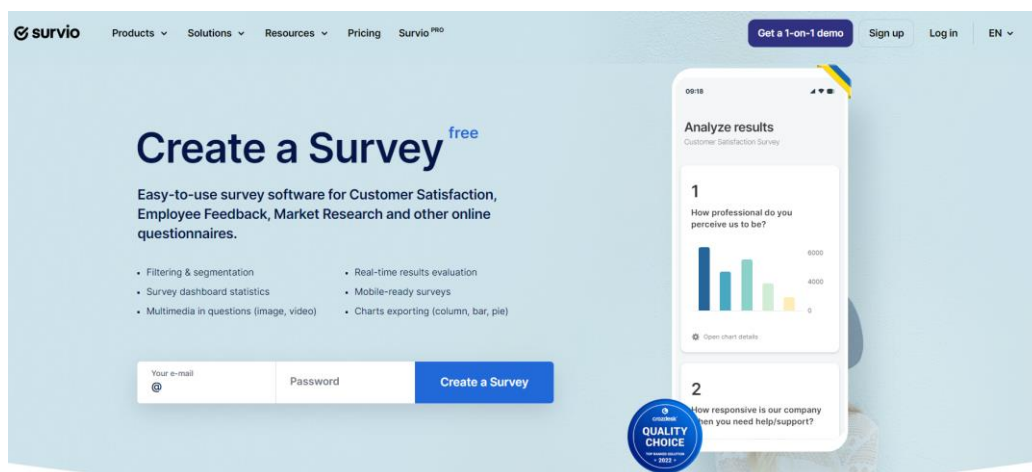 survio
Products Solutions Resources Pricing Survio PRO
Get a 1-on-1 demo Sign up Log in EN
Create a Survey free
Easy-to-use survey software for Customer Satisfaction,
Employee Feedback, Market Research and other online
questionnaires.
• Filtering & segmentation
• Survey dashboard statistics
• Multimedia in questions (image, video)
• Real-time results evaluation
• Mobile-ready surveys
• Charts exporting (column, bar, pie)
Your e-mail
@
Password
Create a Survey
09:18
Analyze results
Customer Satisfaction Survey
1
How professional do you
perceive us to be?
6000
4000
0
Open chart details
2
How responsive is our company
when you need help/support?
crozdesk
QUALITY
CHOICE
TOP RANKED SOLUTION
• 2022 •